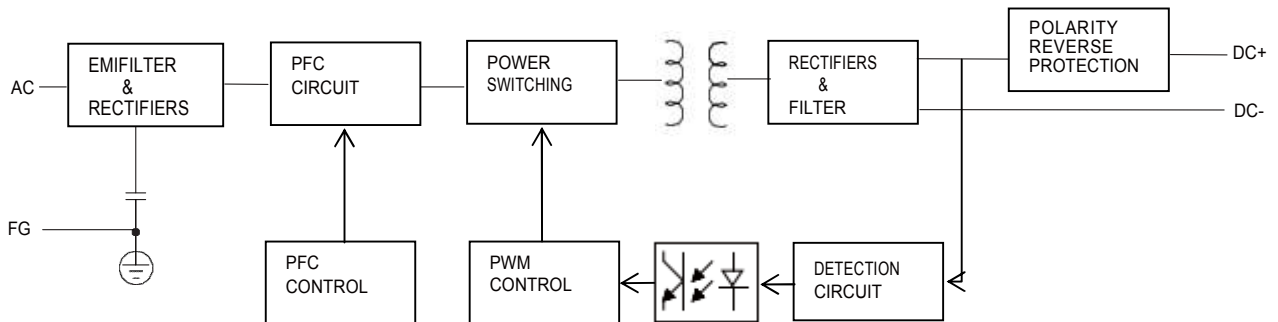 AC
EMIFILTER
&
RECTIFIERS
PFC
CIRCUIT
POWER
SWITCHING
RECTIFIERS
&
FILTER
POLARITY
REVERSE
PROTECTION
DC+
DC-
FG
PFC
CONTROL
PWM
CONTROL
DETECTION
CIRCUIT